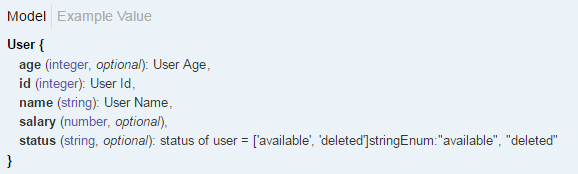 Model Example Value
User {
age (integer, optional): User Age,
id (integer): User Id,
name (string): User Name,
salary (number, optional),
status (string, optional): status of user = ['available', 'deleted']stringEnum:"available", "deleted"
}